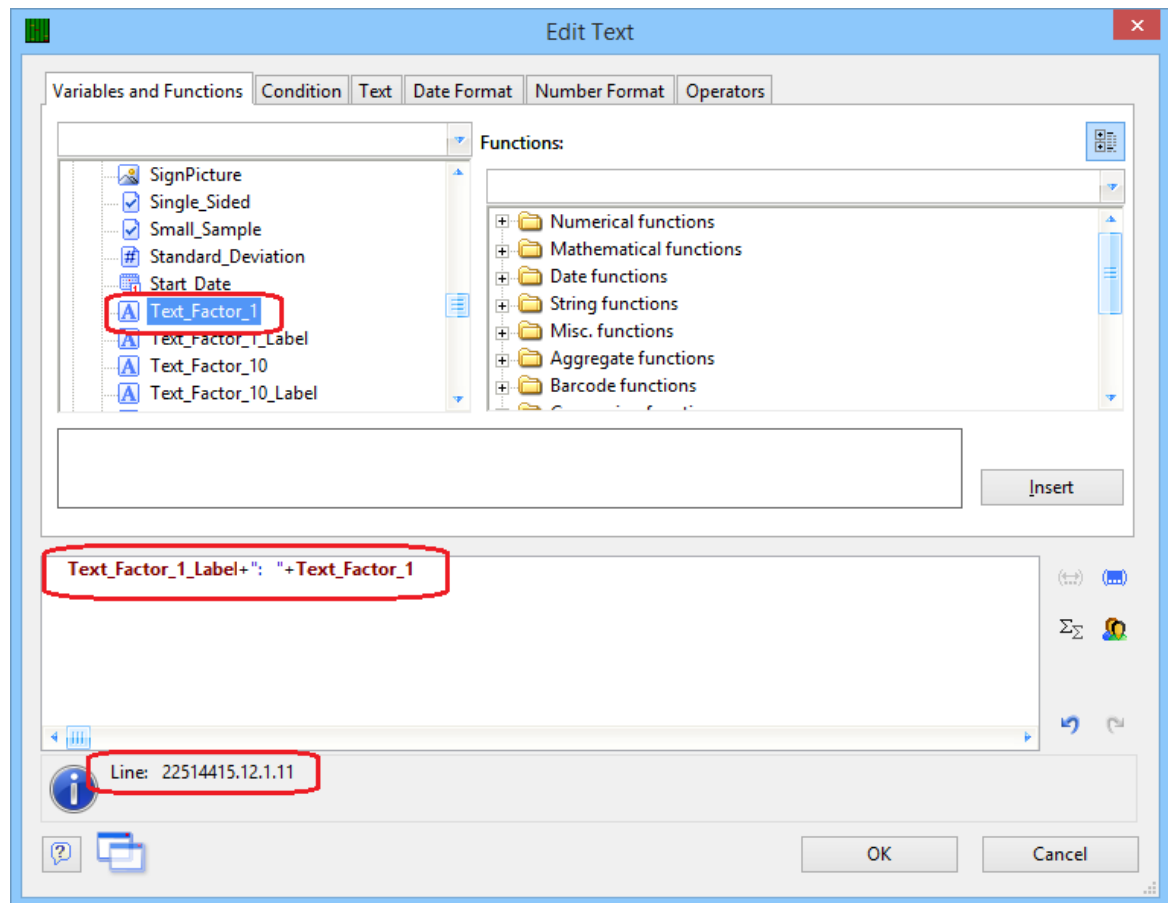 Edit Text
Variables and Functions Condition Text Date Format Number Format Operators
Functions:
SignPicture
Single_Sided
Small_Sample
Standard_Deviation
Start_Date
Text_Factor_1
Text_Factor_1_Label
Text_Factor_10
Text_Factor_10_Label
Numerical functions
Mathematical functions
Date functions
String functions
Misc. functions
Aggregate functions
Barcode functions
Insert
Text_Factor_1_Label+":  "+Text_Factor_1
Line:  22514415.12.1.11
OK Cancel